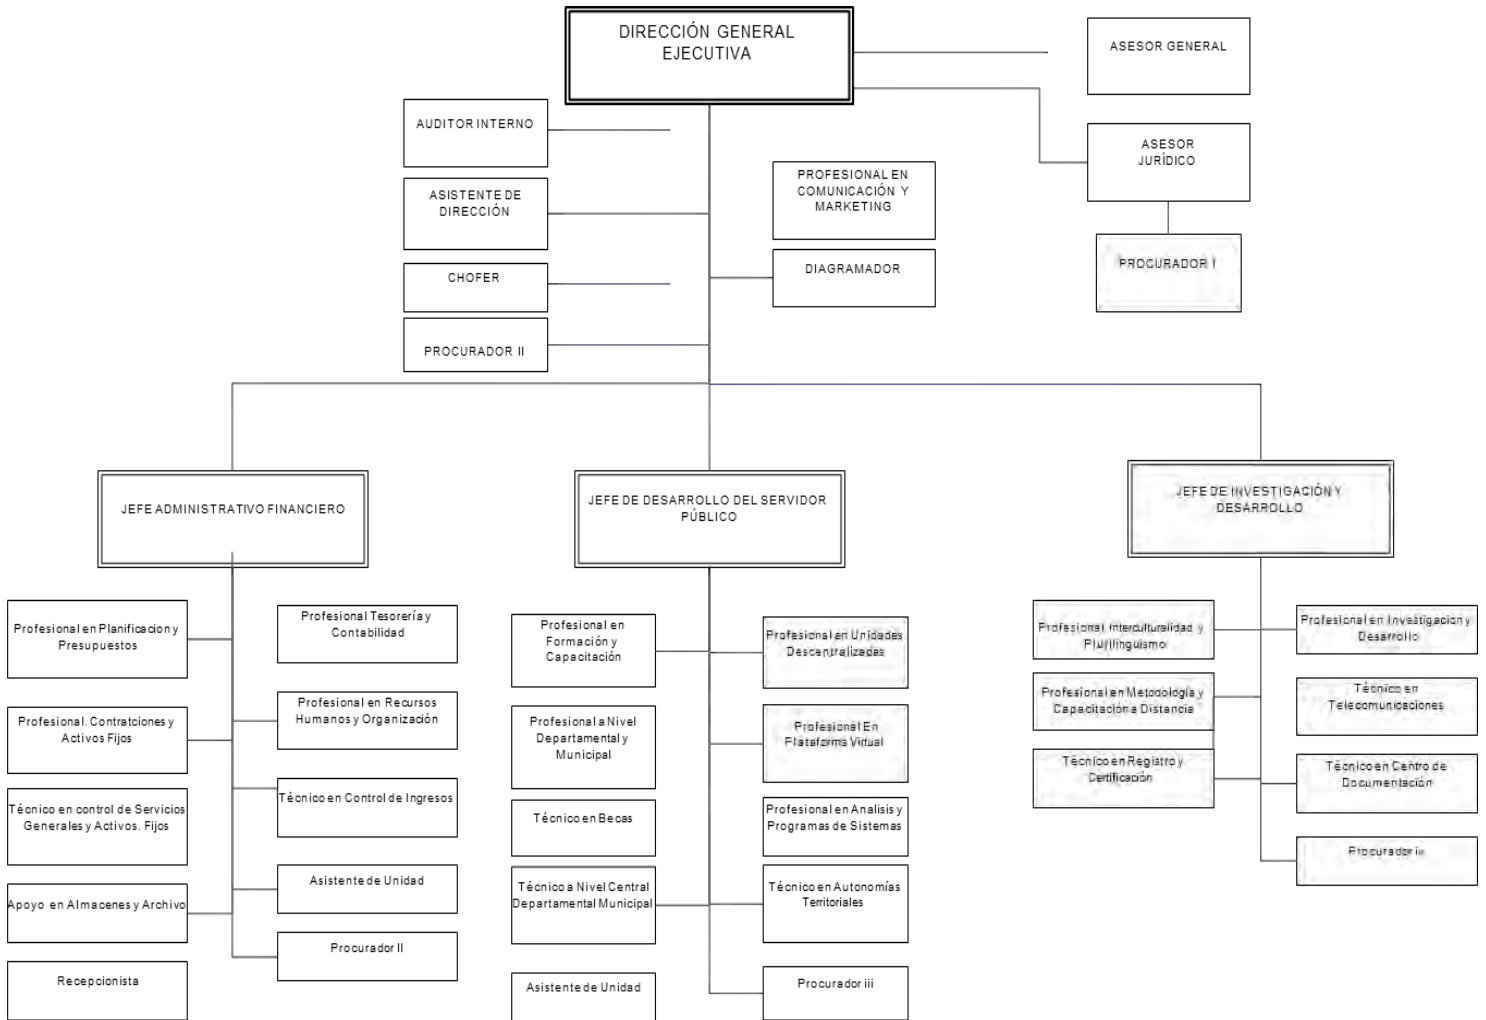 DIRECCIÓN GENERAL
EJECUTIVA
ASESOR GENERAL
AUDITOR INTERNO
ASESOR
JURÍDICO
PROFESIONAL EN
COMUNICACIÓN Y
MARKETING
ASISTENTE DE
DIRECCIÓN
PROCURADOR I
DIAGRAMADOR
CHOFER
PROCURADOR II
JEFE ADMINISTRATIVO FINANCIERO
JEFE DE DESARROLLO DEL SERVIDOR
PÚBLICO
JEFE DE INVESTIGACIÓN Y
DESARROLLO
Profesional en Planificacion y
Presupuestos
Profesional Tesorería y
Contabilidad
Profesional. Contratciones y
Activos Fijos
Profesional en Recursos
Humanos y Organización
Técnico en control de Servicios
Generales y Activos. Fijos
Técnico en Control de Ingresos
Apoyo en Almacenes y Archivo
Asistente de Unidad
Procurador II
Recepcionista
Profesional en
Formación y
Capacitación
Profesional en Unidades
Descentralizadas
Profesional a Nivel
Departamental y
Municipal
Profesional En
Plataforma Virtual
Técnico en Becas
Profesional en Analisis y
Programas de Sistemas
Técnico a Nivel Central
Departamental Municipal
Técnico en Autonomías
Territoriales
Asistente de Unidad
Procurador iii
Profesional Interculturalidad y
Plurilinguismo
Profesional en Investigacion y
Desarrollo
Profesional en Metodología y
Capacitación a Distancia
Técnico en
Telecomunicaciones
Técnico en Registro y
Certificación
Técnico en Centro de
Documentación
Procurador iv